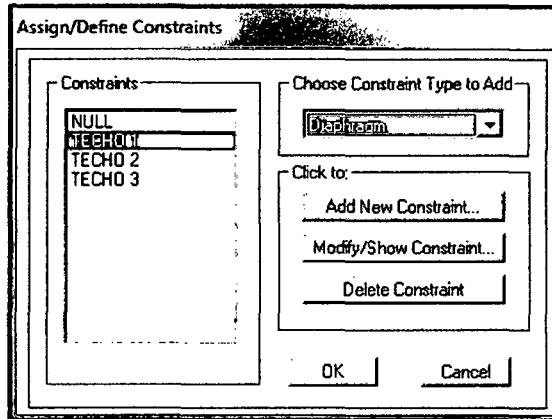 Assign/Define Constraints
Constraints
NULL
TECHO 1
TECHO 2
TECHO 3
Choose Constraint Type to Add
Diaphragm
Click to:
Add New Constraint...
Modify/Show Constraint...
Delete Constraint
OK
Cancel